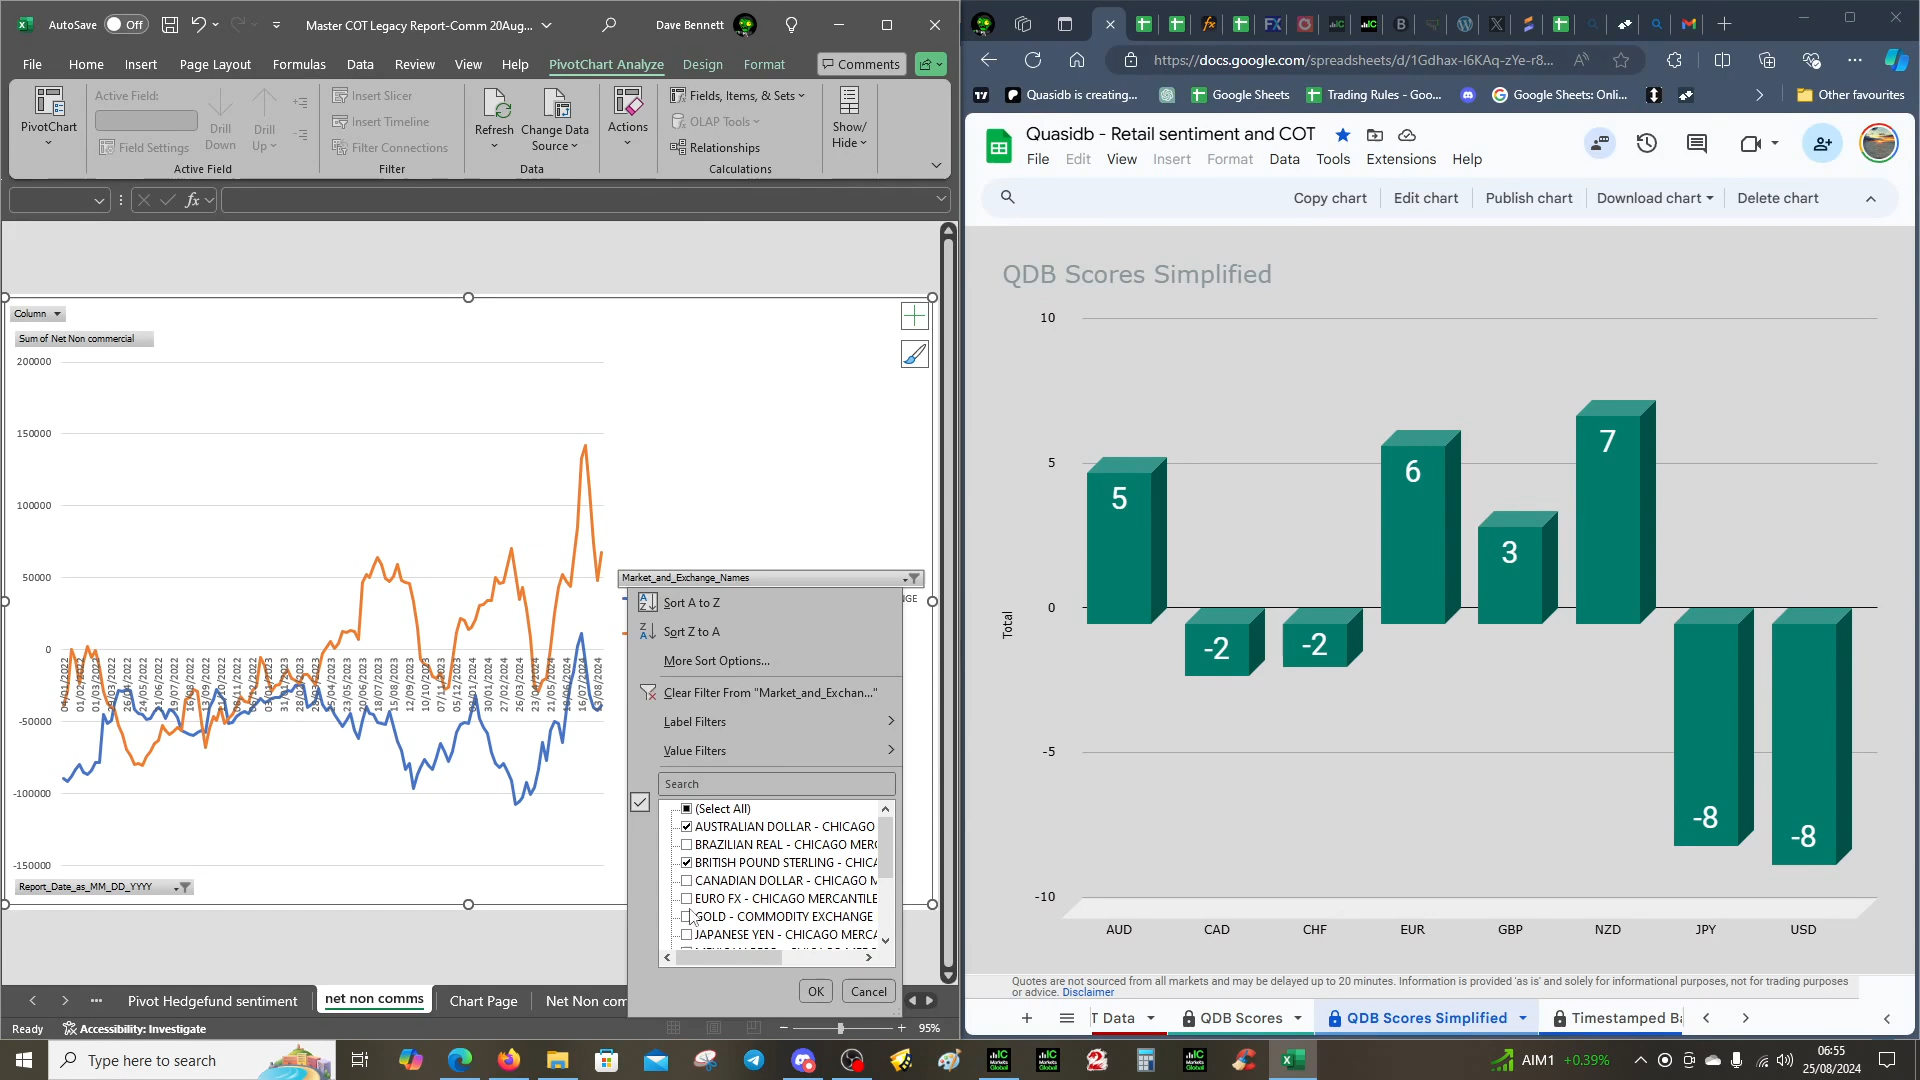 AutoSave Off Master COT Legacy Report-Comm 20Aug... Dave Bennett
File Home Insert Page Layout Formulas Data Review View Help PivotChart Analyze Design Format Comments
PivotChart
Active Field:
Field Settings
Drill Down
Drill Up
Active Field
Insert Slicer
Insert Timeline
Filter Connections
Filter
Refresh
Change Data Source
Data
Actions
Fields, Items, & Sets
OLAP Tools
Relationships
Calculations
Show/Hide
fx
Column
Sum of Net Non commercial
200000
150000
100000
50000
0
-50000
-100000
-150000
Report_Date_as_MM_DD_YYYY
Market_and_Exchange_Names
Sort A to Z
Sort Z to A
More Sort Options...
Clear Filter From "Market_and_Exchan..."
Label Filters
Value Filters
Search
(Select All)
AUSTRALIAN DOLLAR - CHICAGO
BRAZILIAN REAL - CHICAGO MERC
BRITISH POUND STERLING - CHICA
CANADIAN DOLLAR - CHICAGO M
EURO FX - CHICAGO MERCANTILE
GOLD - COMMODITY EXCHANGE
JAPANESE YEN - CHICAGO MERCA
OK Cancel
Pivot Hedgefund sentiment net non comms Chart Page Net Non com
Ready Accessibility: Investigate 95%
https://docs.google.com/spreadsheets/d/1Gdhax-I6KAq-zYe-r8...
Quasidb is creating... Google Sheets Trading Rules - Goo... Google Sheets: Onli... Other favourites
Quasidb - Retail sentiment and COT
File Edit View Insert Format Data Tools Extensions Help
Copy chart Edit chart Publish chart Download chart Delete chart
QDB Scores Simplified
10
5
0
-5
-10
Total
5
-2
-2
6
3
7
-8
-8
AUD CAD CHF EUR GBP NZD JPY USD
Quotes are not sourced from all markets and may be delayed up to 20 minutes. Information is provided 'as is' and solely for informational purposes, not for trading purposes
or advice. Disclaimer
T Data QDB Scores QDB Scores Simplified Timestamped Ba
Type here to search AIM1 +0.39% 06:55
25/08/2024